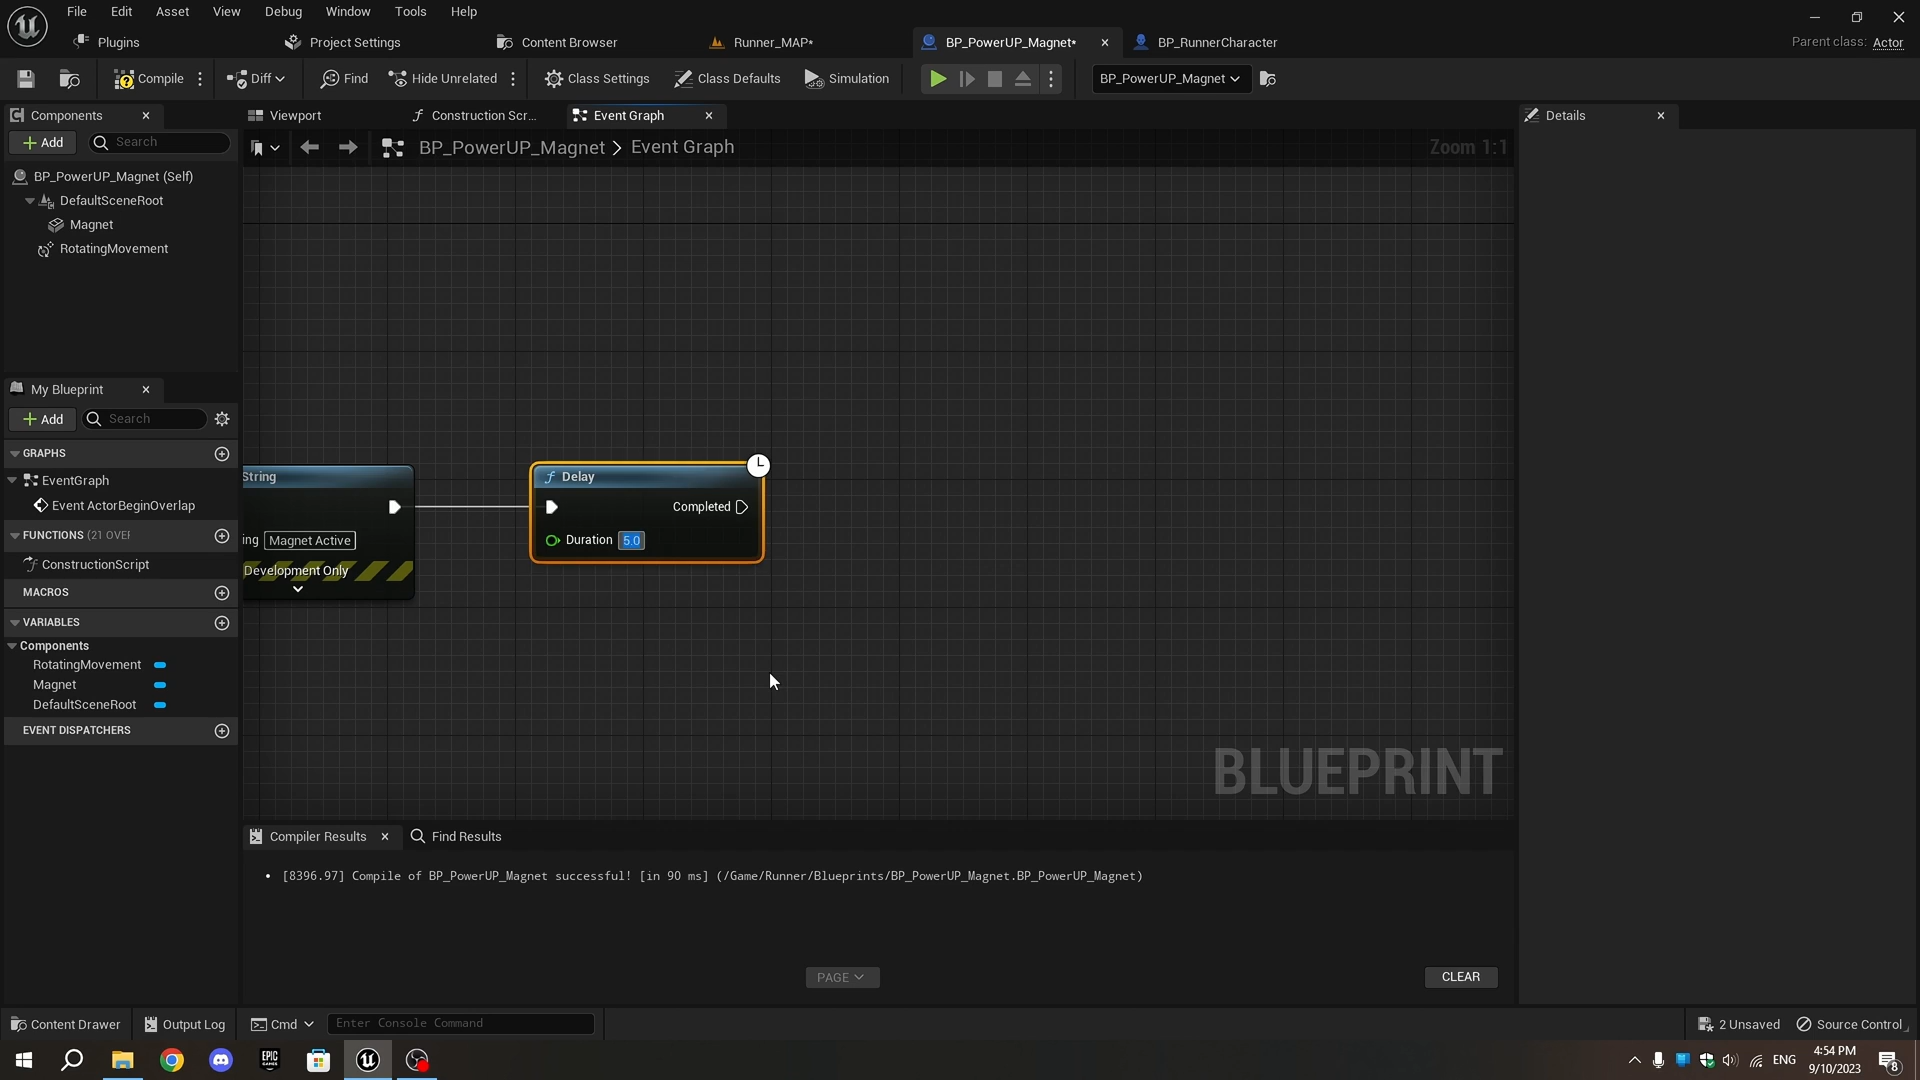 File Edit Asset View Debug Window Tools Help
Plugins Project Settings Content Browser Runner_MAP* BP_PowerUP_Magnet* BP_RunnerCharacter Parent class: Actor
Compile Diff Find Hide Unrelated Class Settings Class Defaults Simulation BP_PowerUP_Magnet
Components Viewport Construction Scr... Event Graph Details
Add Search BP_PowerUP_Magnet > Event Graph Zoom 1:1
BP_PowerUP_Magnet (Self)
DefaultSceneRoot
Magnet
RotatingMovement
My Blueprint
Add Search
GRAPHS
EventGraph
Event ActorBeginOverlap
FUNCTIONS (21 OVER
ConstructionScript
MACROS
VARIABLES
Components
RotatingMovement
Magnet
DefaultSceneRoot
EVENT DISPATCHERS
String
ing Magnet Active
Development Only
f Delay
Completed
Duration 5.0
BLUEPRINT
Compiler Results Find Results
• [8396.97] Compile of BP_PowerUP_Magnet successful! [in 90 ms] (/Game/Runner/Blueprints/BP_PowerUP_Magnet.BP_PowerUP_Magnet)
PAGE CLEAR
Content Drawer Output Log Cmd Enter Console Command 2 Unsaved Source Control
EPIC GAMES ENG 4:54 PM
9/10/2023 8